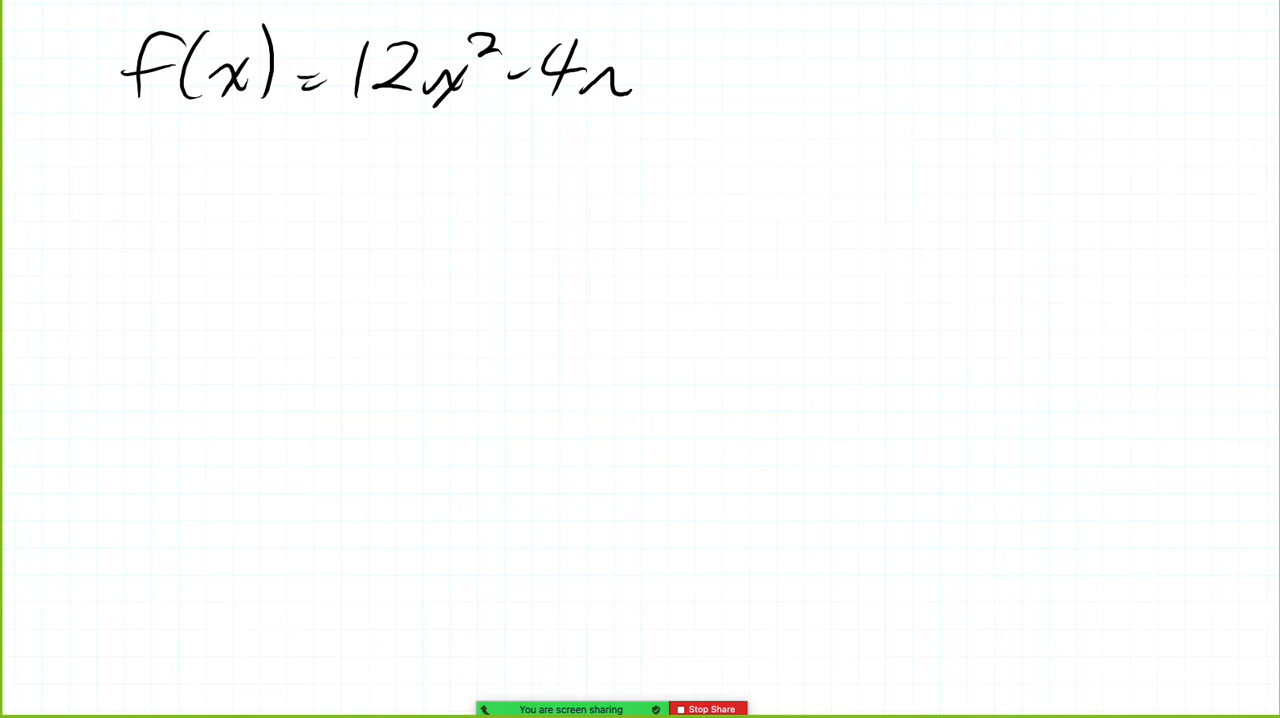 f(x) = 12x² - 4x
You are screen sharing Stop Share